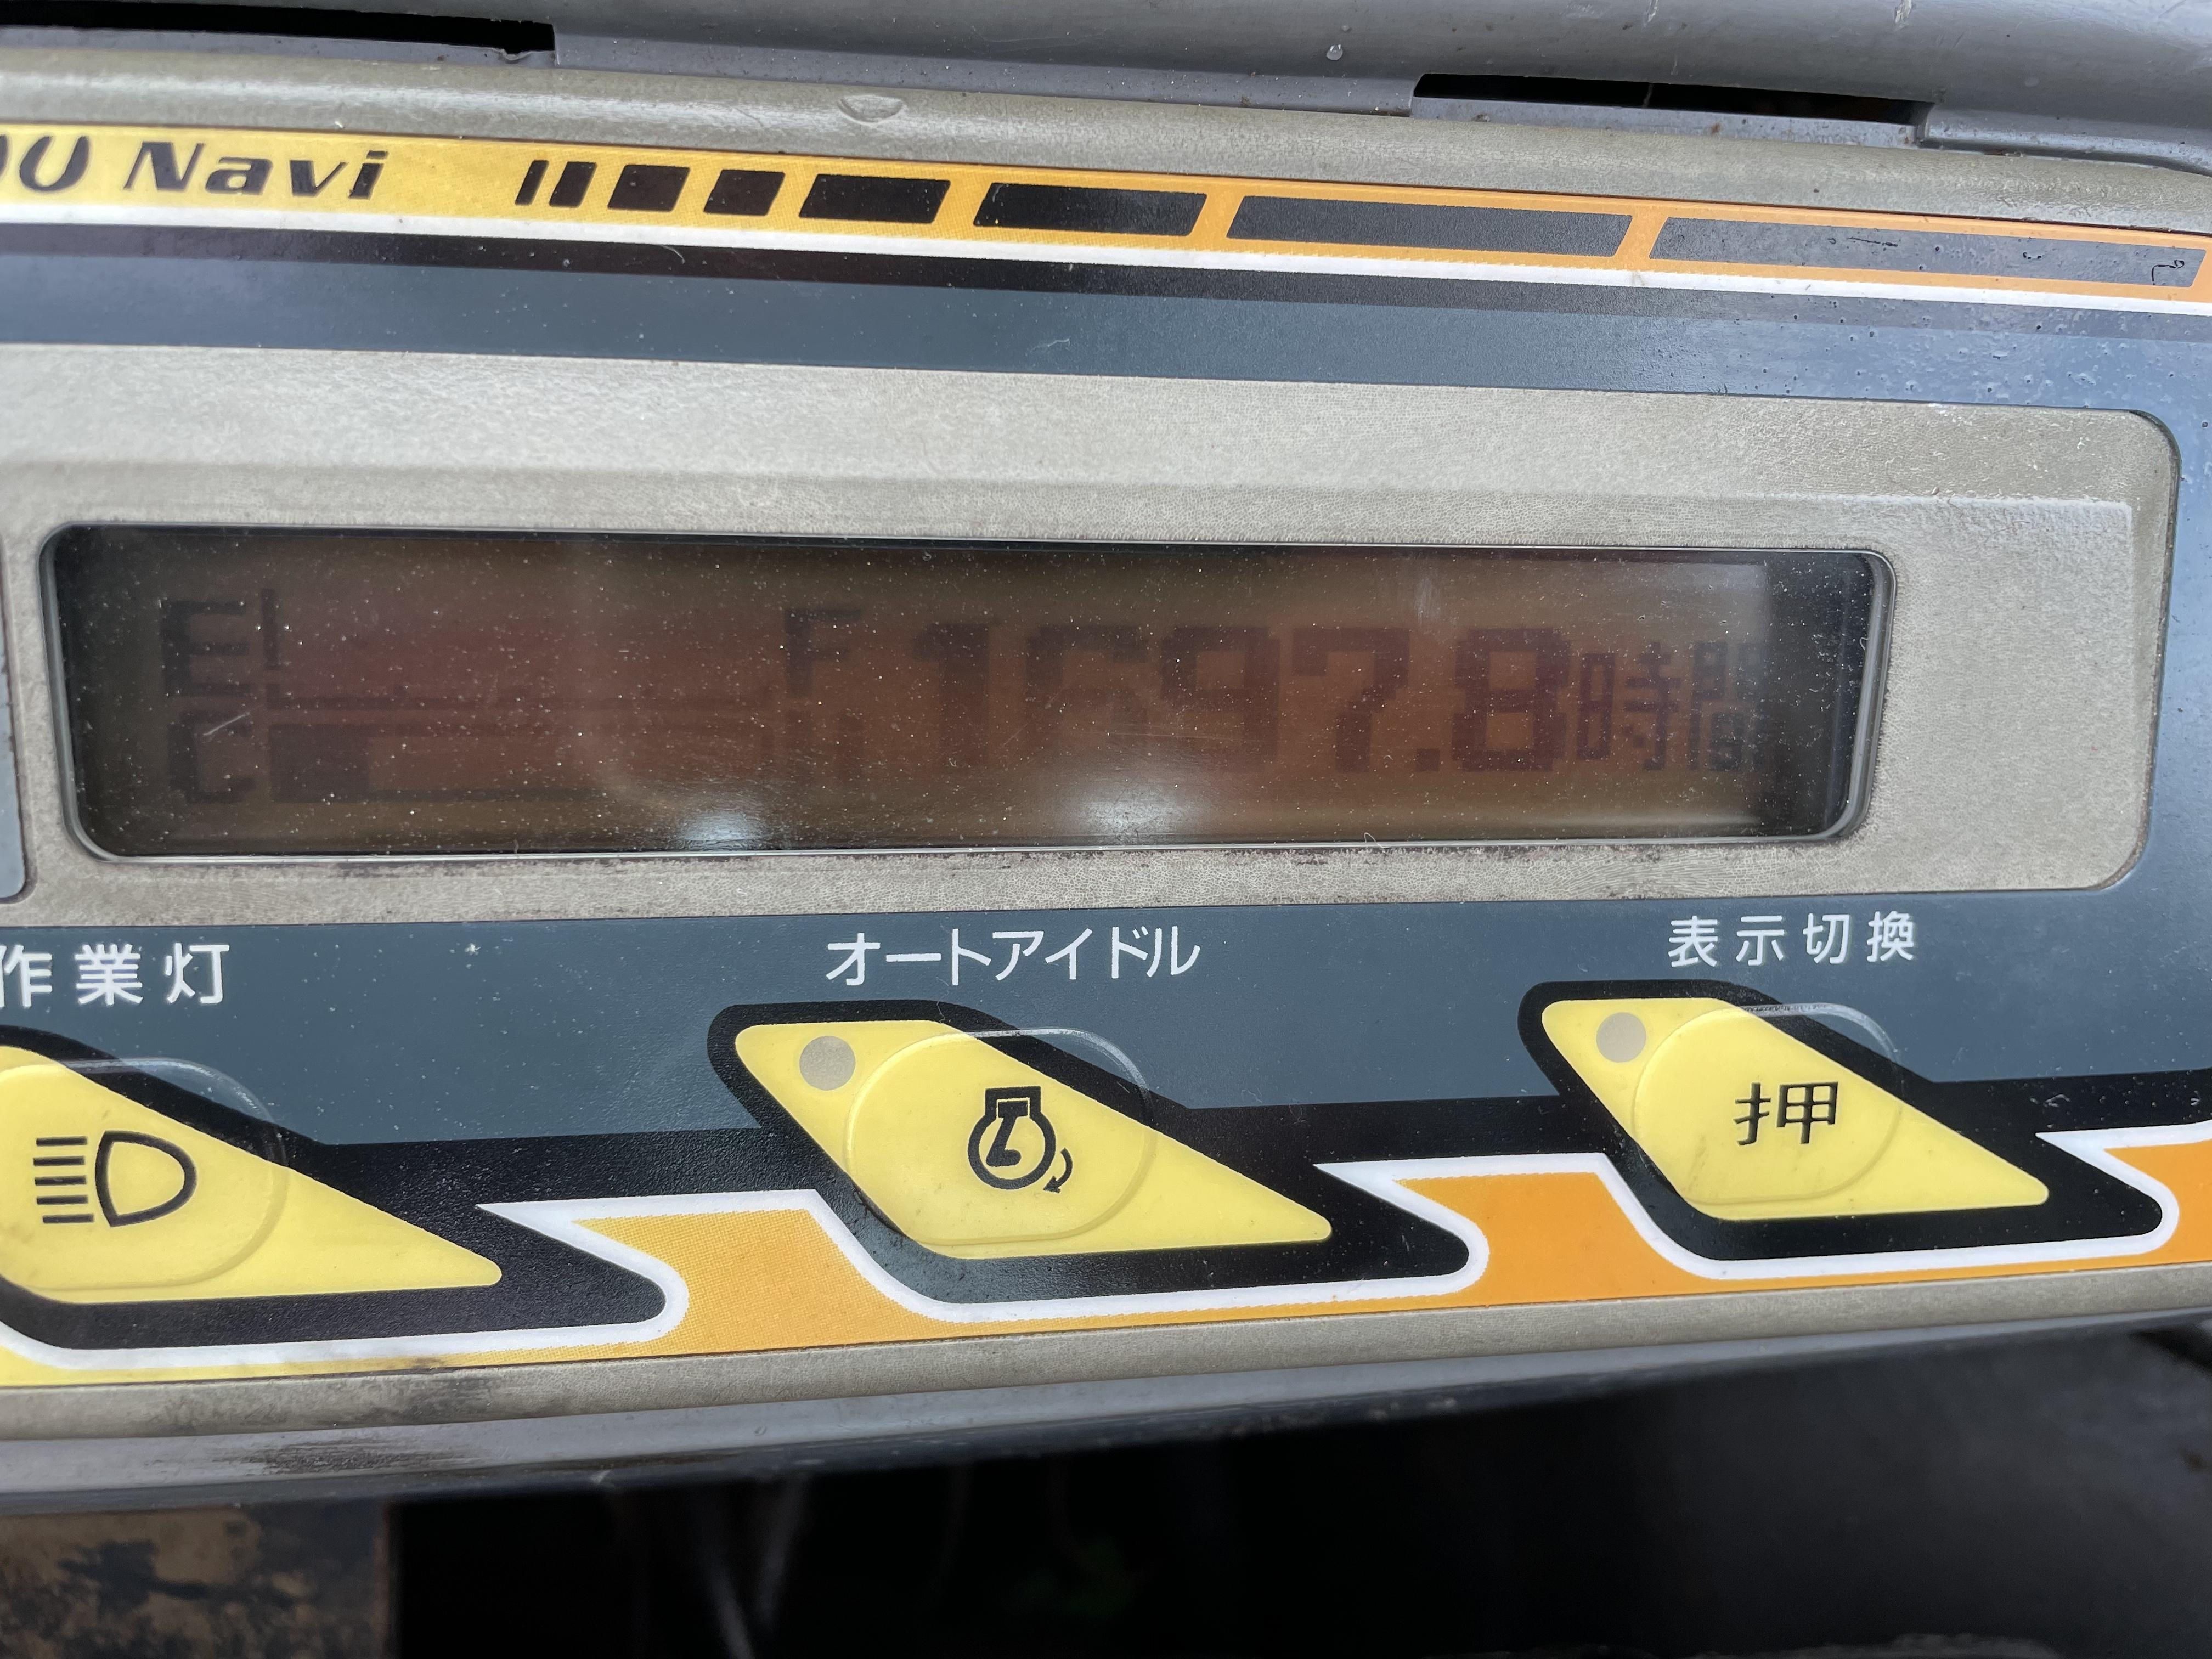 Navi
E F 1697.8時間
C H
作業灯 オートアイドル 表示切換
押